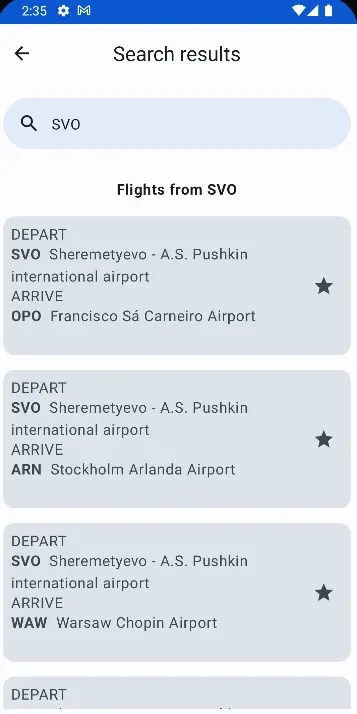 2:35
Search results
SVO
Flights from SVO
DEPART
SVO Sheremetyevo - A.S. Pushkin
international airport
ARRIVE
OPO Francisco Sá Carneiro Airport
DEPART
SVO Sheremetyevo - A.S. Pushkin
international airport
ARRIVE
ARN Stockholm Arlanda Airport
DEPART
SVO Sheremetyevo - A.S. Pushkin
international airport
ARRIVE
WAW Warsaw Chopin Airport
DEPART